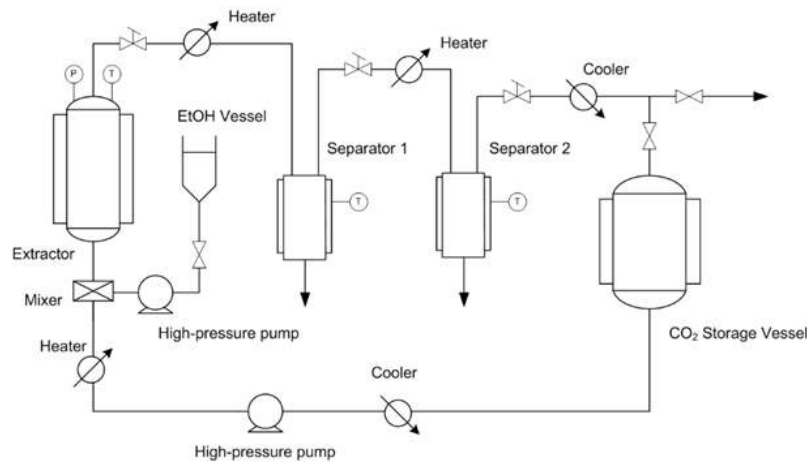 Heater
Heater
Cooler
P
T
EtOH Vessel
Separator 1
Separator 2
T
T
Extractor
Mixer
High-pressure pump
CO₂ Storage Vessel
Heater
Cooler
High-pressure pump